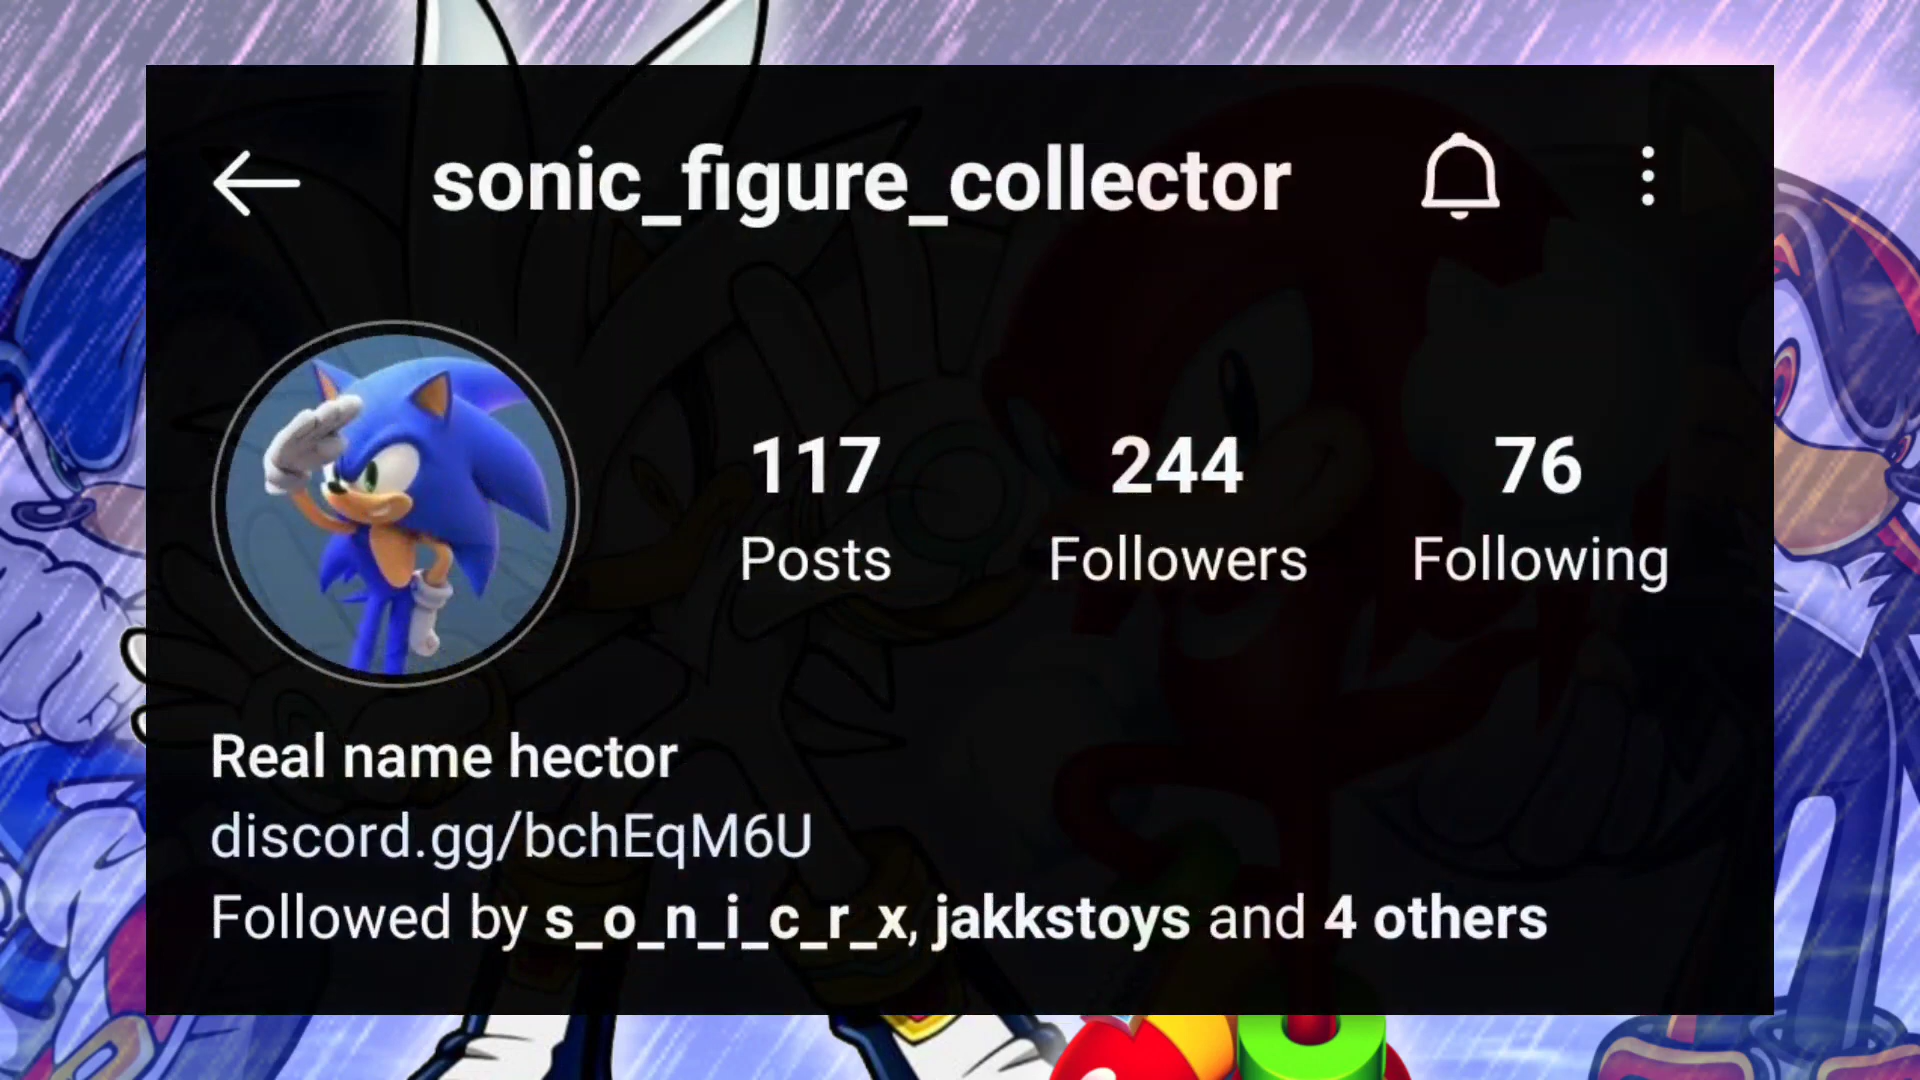 sonic_figure_collector
117 244 76
Posts Followers Following
Real name hector
discord.gg/bchEqM6U
Followed by s_o_n_i_c_r_x, jakkstoys and 4 others